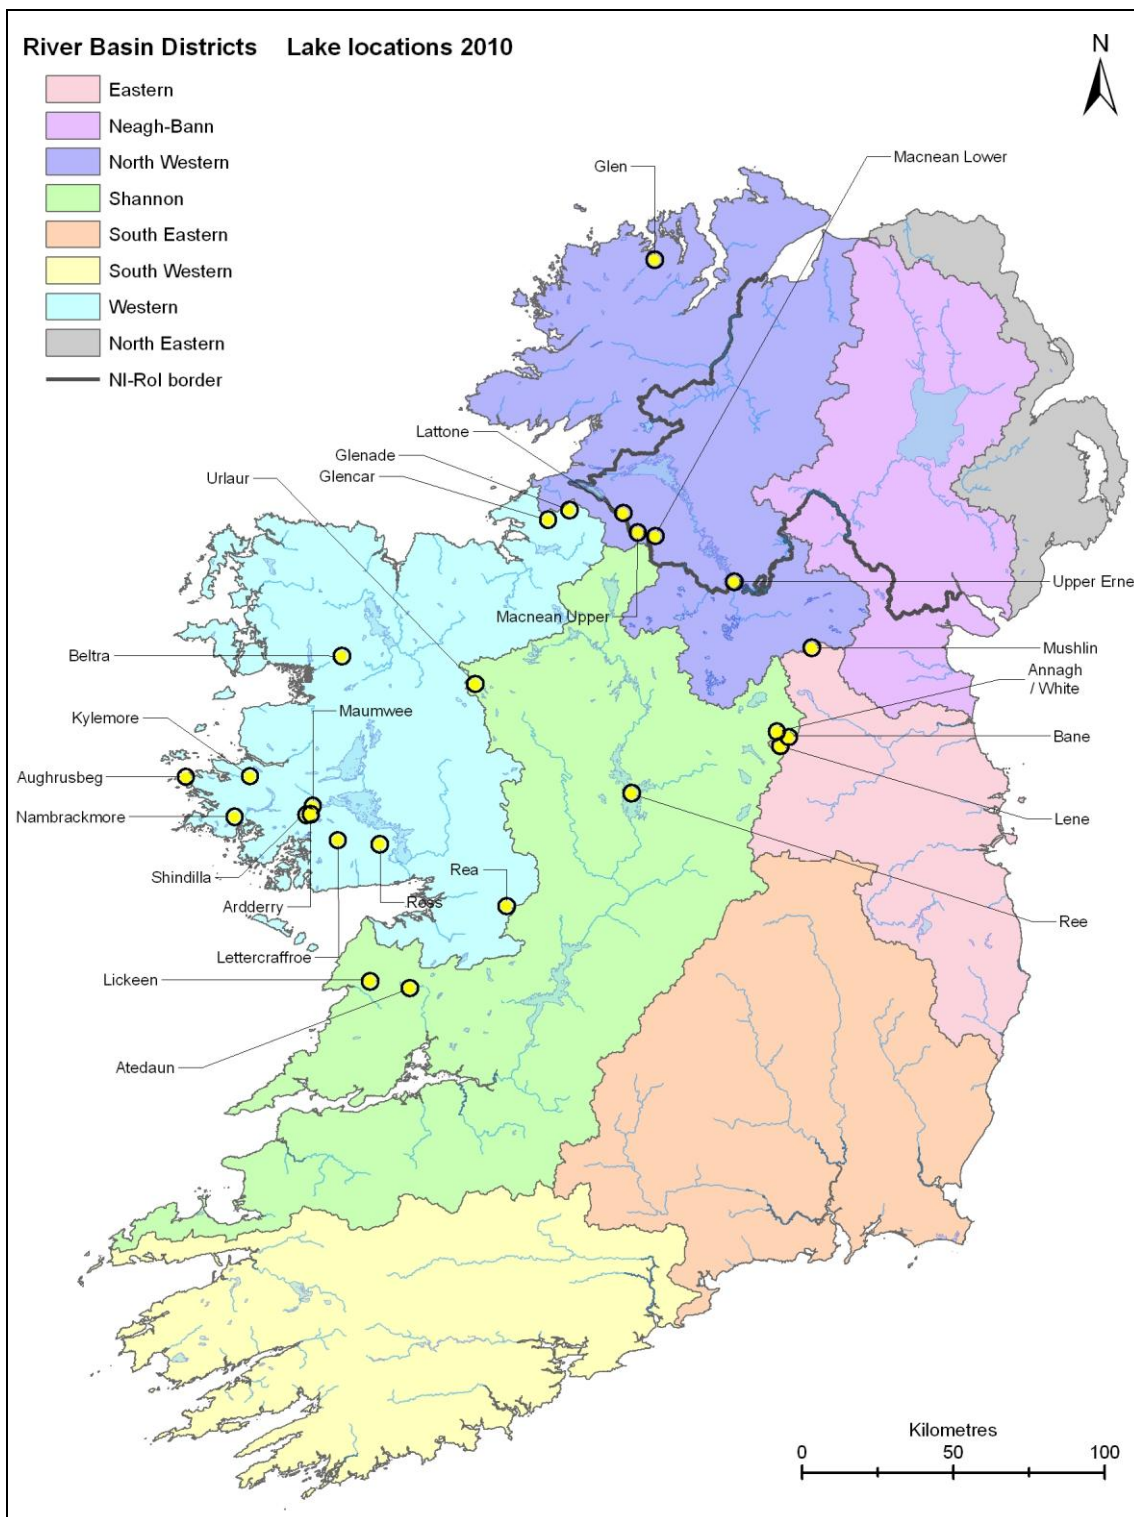 River Basin Districts Lake locations 2010
Eastern
Neagh-Bann
North Western
Shannon
South Eastern
South Western
Western
North Eastern
NI-RoI border
N
Macnean Lower
Glen
Lattone
Glenade
Glencar
Urlaur
Upper Erne
Macnean Upper
Mushlin
Beltra
Annagh
/ White
Maumwee
Kylemore
Bane
Aughrusbeg
Nambrackmore
Lene
Shindilla
Rea
Ross
Ardderry
Ree
Lettercraffroe
Lickeen
Atedaun
Kilometres
0 50 100